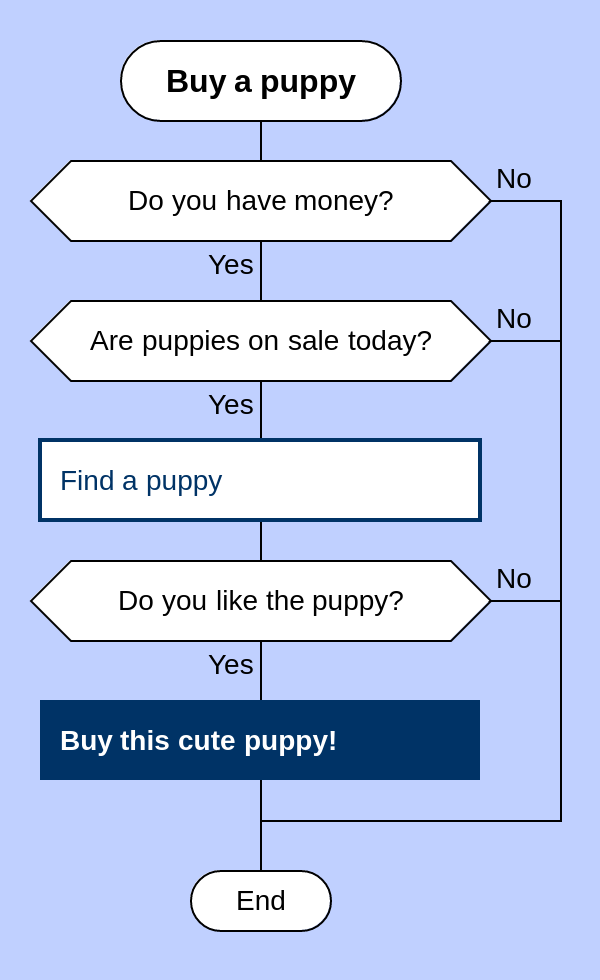 Buy a puppy
Do you have money?
No
Yes
Are puppies on sale today?
No
Yes
Find a puppy
Do you like the puppy?
No
Yes
Buy this cute puppy!
End